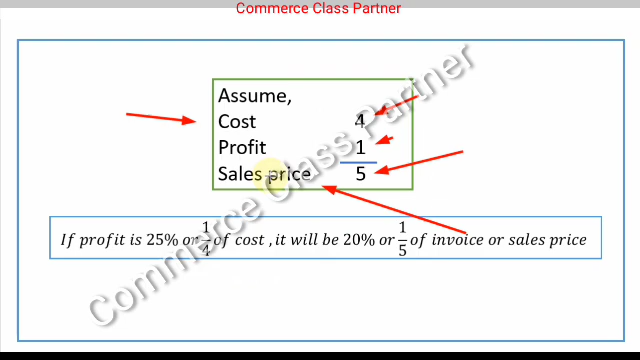 Commerce Class Partner
Assume,
Cost 4
Profit 1
Sales price 5
If profit is 25% or 1/4 of cost , it will be 20% or 1/5 of invoice or sales price
Commerce Class Partner